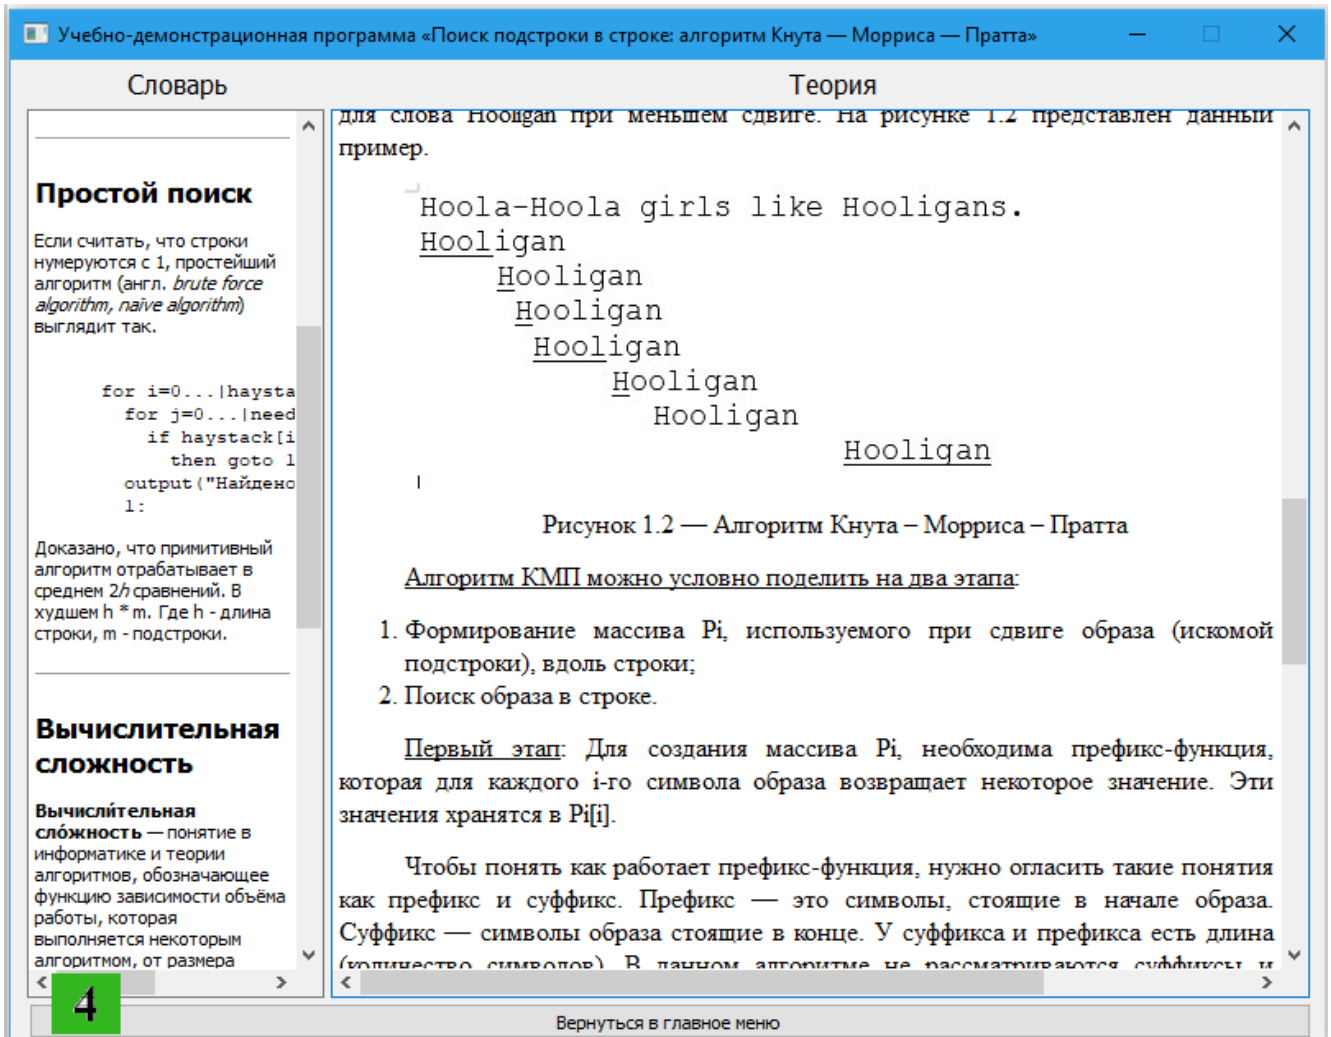 Учебно-демонстрационная программа «Поиск подстроки в строке: алгоритм Кнута — Морриса — Пратта»
Словарь
Простой поиск
Если считать, что строки
нумеруются с 1, простейший
алгоритм (англ. brute force
algorithm, naïve algorithm)
выглядит так.
for i=0...|haysta
for j=0...|need
if haystack[i
then goto l
output("Найдено
1:
Доказано, что примитивный
алгоритм отрабатывает в
среднем 2h сравнений. В
худшем h * m. Где h - длина
строки, m - подстроки.
Вычислительная
сложность
Вычисли́тельная
сло́жность — понятие в
информатике и теории
алгоритмов, обозначающее
функцию зависимости объёма
работы, которая
выполняется некоторым
алгоритмом, от размера
Теория
для слова Hooligan при меньшем сдвиге. На рисунке 1.2 представлен данный
пример.
Hoola-Hoola girls like Hooligans.
Hooligan
Hooligan
Hooligan
Hooligan
Hooligan
Hooligan
Hooligan
Рисунок 1.2 — Алгоритм Кнута – Морриса – Пратта
Алгоритм КМП можно условно поделить на два этапа:
1. Формирование массива Pi, используемого при сдвиге образа (искомой
подстроки), вдоль строки;
2. Поиск образа в строке.
Первый этап: Для создания массива Pi, необходима префикс-функция,
которая для каждого i-го символа образа возвращает некоторое значение. Эти
значения хранятся в Pi[i].
Чтобы понять как работает префикс-функция, нужно огласить такие понятия
как префикс и суффикс. Префикс — это символы, стоящие в начале образа.
Суффикс — символы образа стоящие в конце. У суффикса и префикса есть длина
(количество символов). В данном алгоритме не рассматриваются суффиксы и
4
Вернуться в главное меню